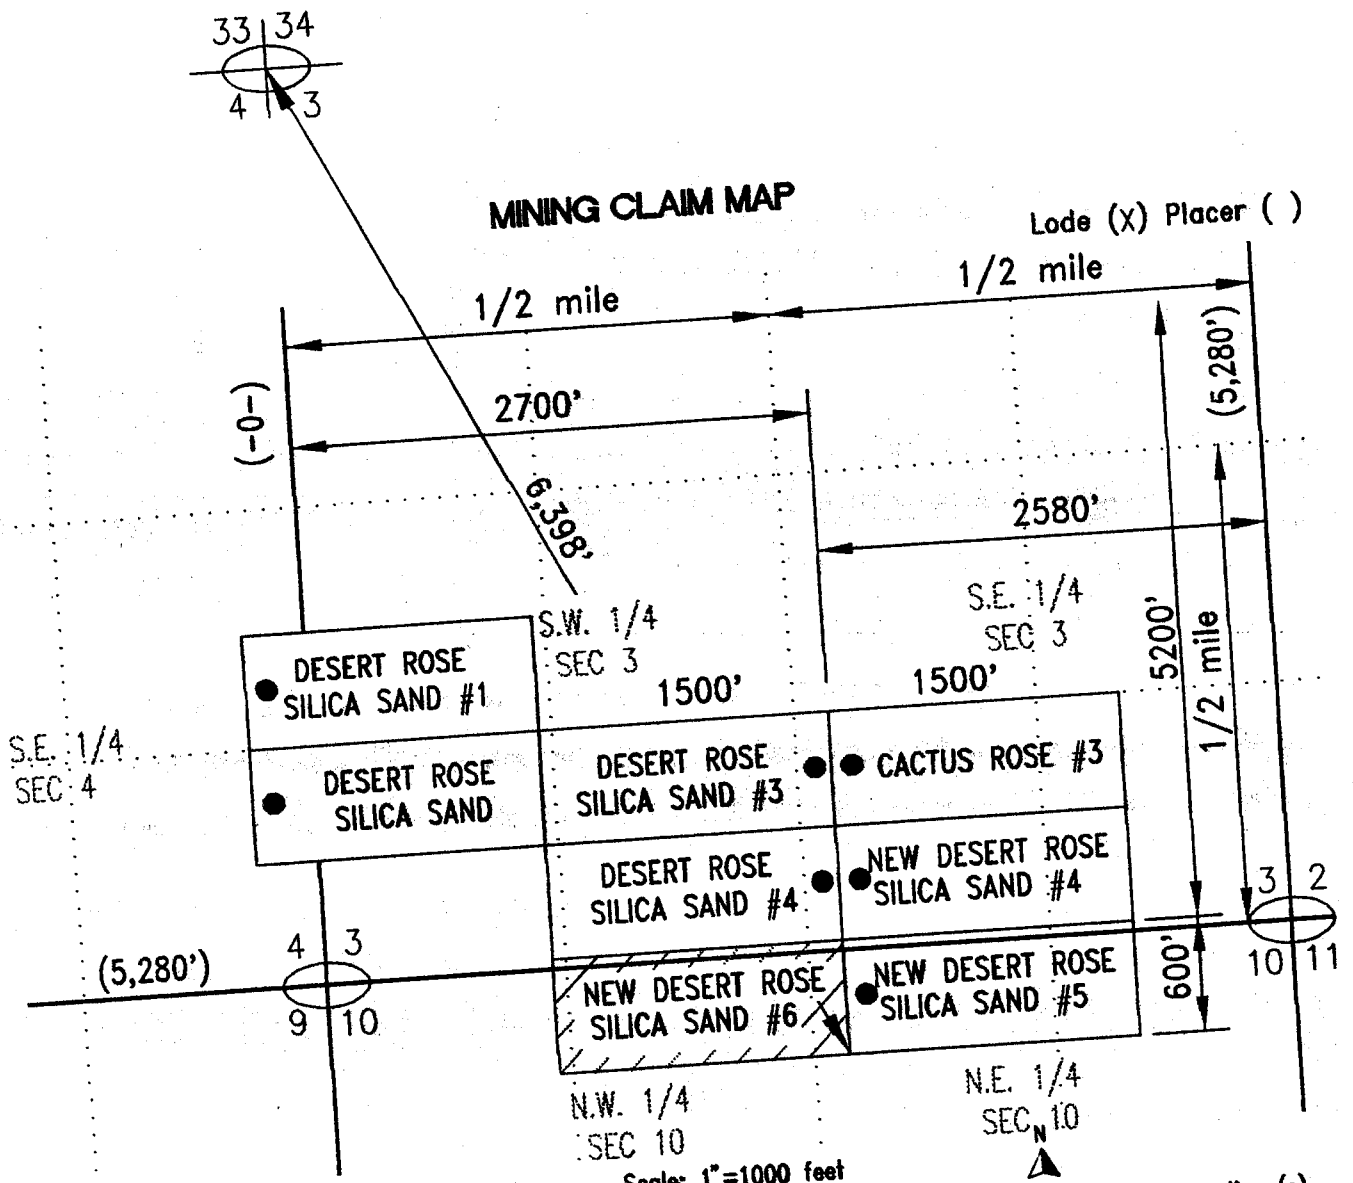 33 34
4 3
MINING CLAIM MAP
Lode (X) Placer ( )
1/2 mile
1/2 mile
(5,280')
(-0-)
2700'
6,398'
2580'
S.W. 1/4
SEC 3
S.E. 1/4
SEC 3
5200'
1/2 mile
DESERT ROSE
SILICA SAND #1
1500'
1500'
S.E. 1/4
SEC 4
DESERT ROSE
SILICA SAND
DESERT ROSE
SILICA SAND #3
CACTUS ROSE #3
DESERT ROSE
SILICA SAND #4
NEW DESERT ROSE
SILICA SAND #4
3 2
10 11
(5,280')
4 3
9 10
NEW DESERT ROSE
SILICA SAND #6
NEW DESERT ROSE
SILICA SAND #5
600'
N.W. 1/4
SEC 10
N.E. 1/4
SEC 10
N
Scale: 1"=1000 feet